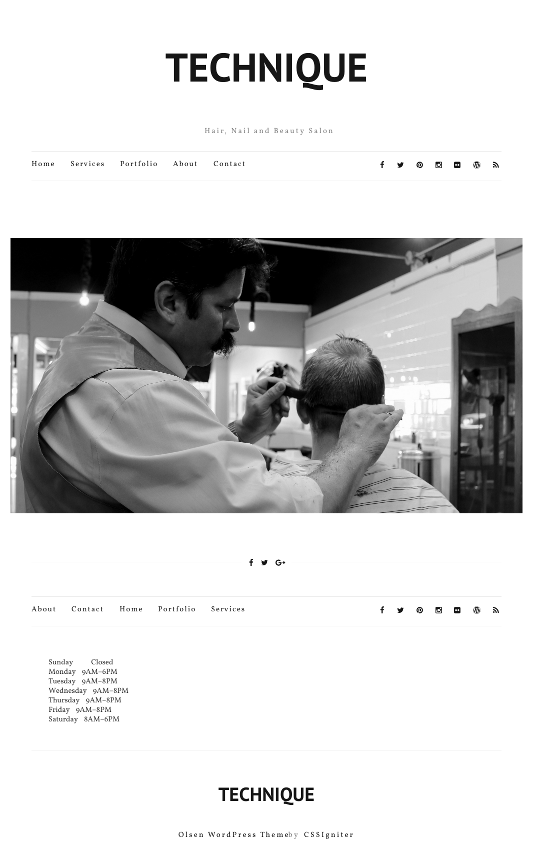 TECHNIQUE
Hair, Nail and Beauty Salon
Home Services Portfolio About Contact
About Contact Home Portfolio Services
Sunday Closed
Monday 9AM–6PM
Tuesday 9AM–8PM
Wednesday 9AM–8PM
Thursday 9AM–8PM
Friday 9AM–8PM
Saturday 8AM–6PM
TECHNIQUE
Olsen WordPress Themeby CSSIgniter